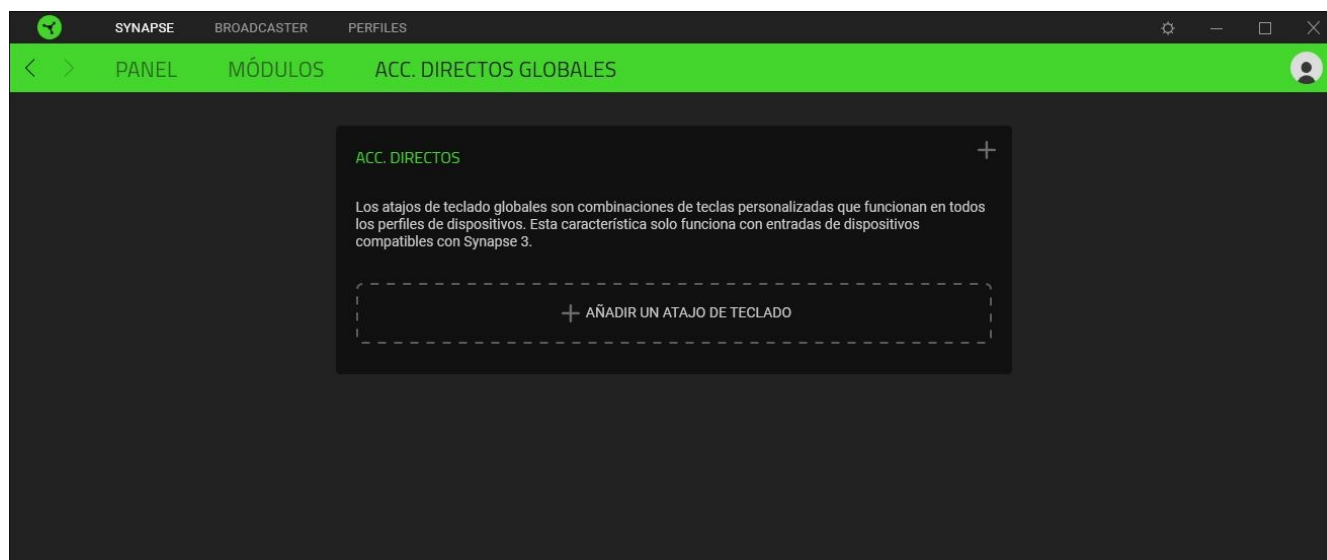 SYNAPSE BROADCASTER PERFILES
PANEL MÓDULOS ACC. DIRECTOS GLOBALES
ACC. DIRECTOS
Los atajos de teclado globales son combinaciones de teclas personalizadas que funcionan en todos
los perfiles de dispositivos. Esta característica solo funciona con entradas de dispositivos
compatibles con Synapse 3.
AÑADIR UN ATAJO DE TECLADO